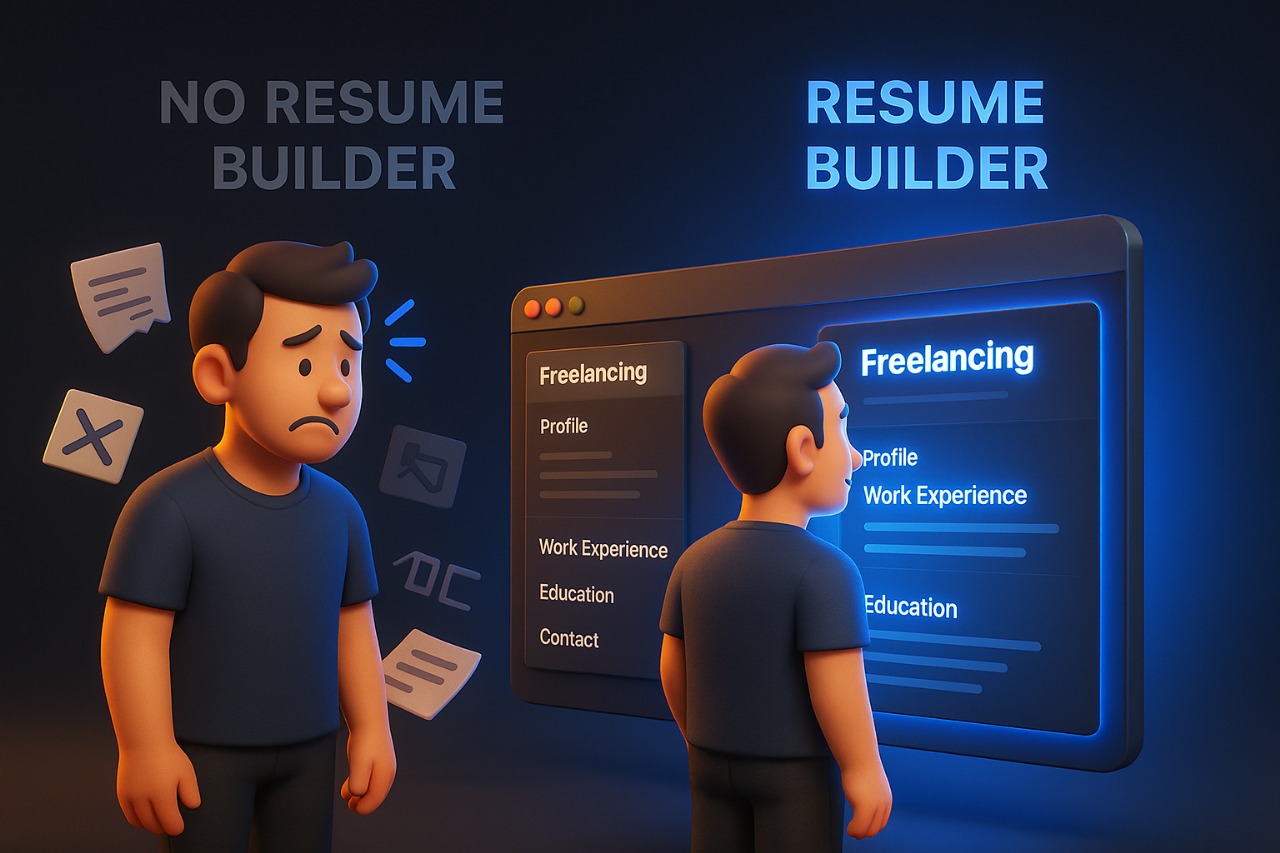 NO RESUME
BUILDER
RESUME
BUILDER
Freelancing
Profile
Work Experience
Education
Contact
Freelancing
Profile
Work Experience
Education